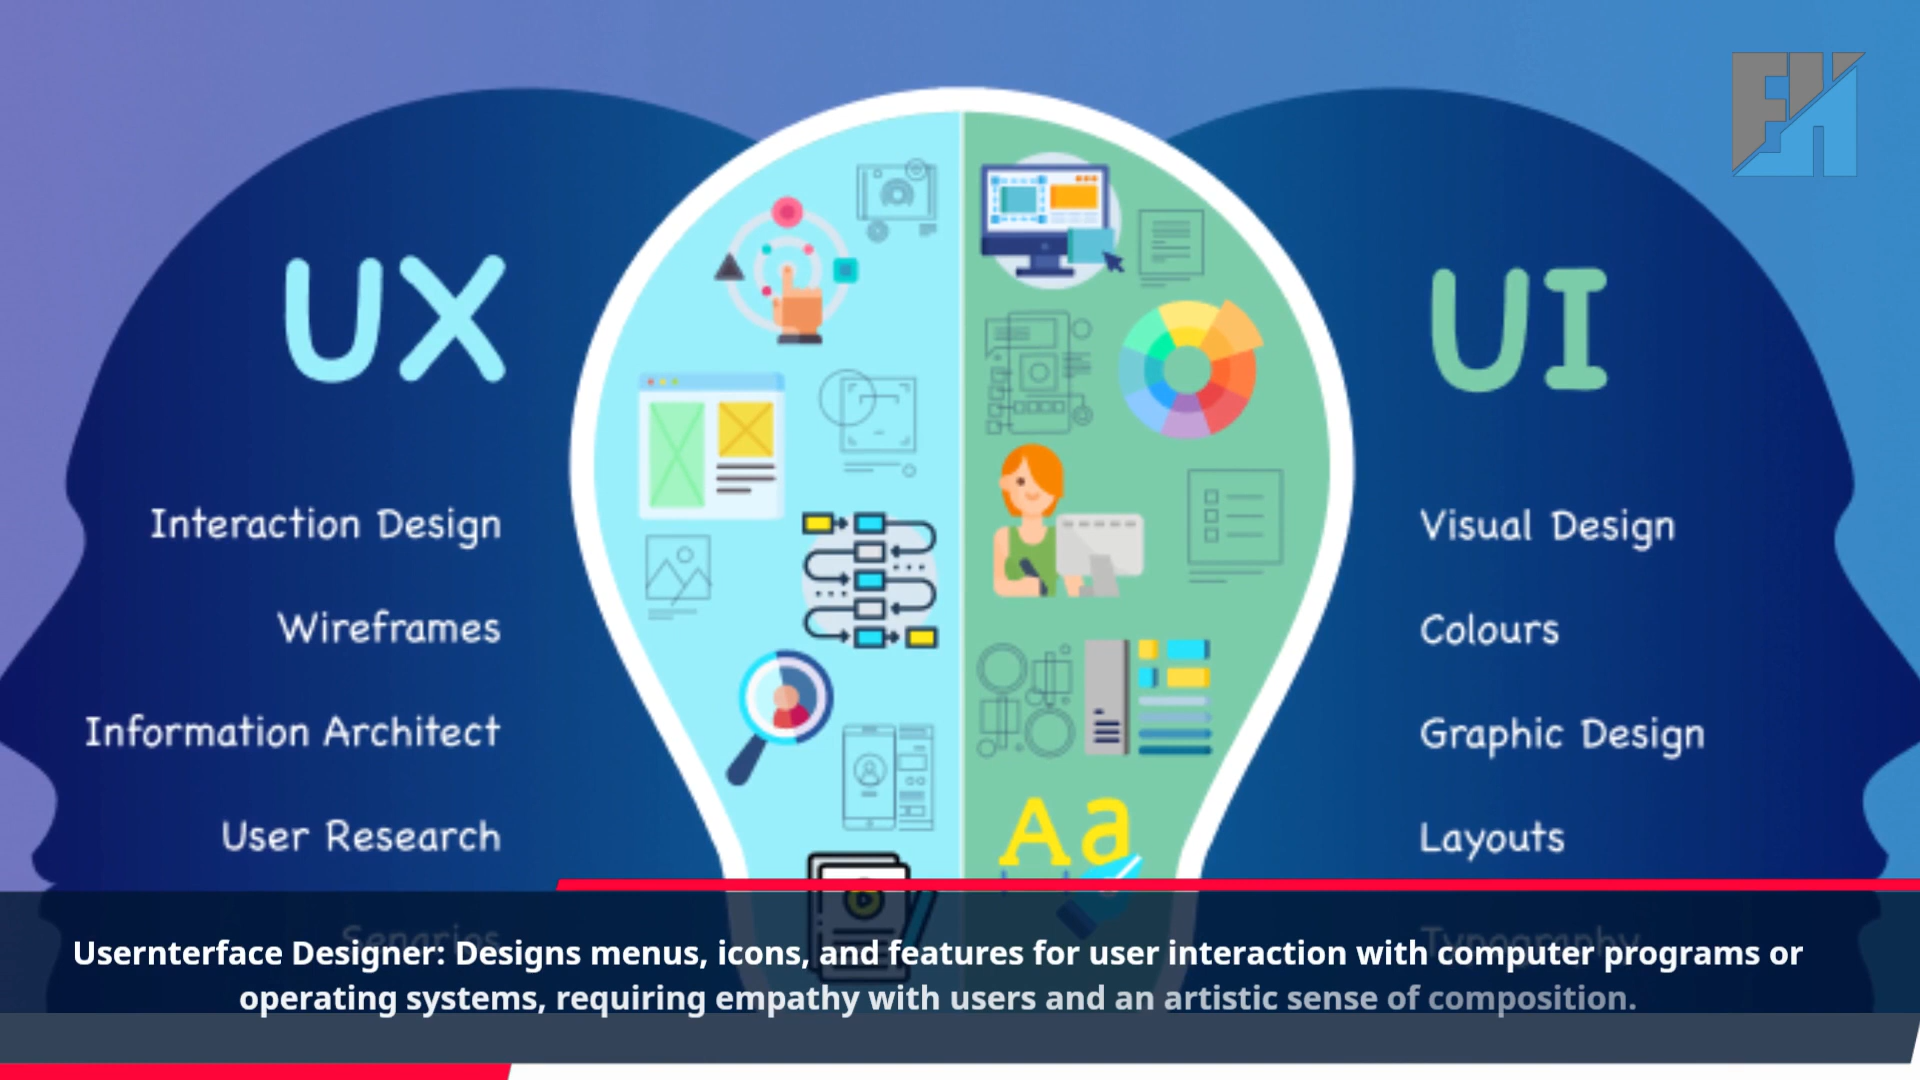 UX
UI
Interaction Design
Visual Design
Wireframes
Colours
Information Architect
Graphic Design
User Research
Layouts
Aa
Senarios
Typography
Usernterface Designer: Designs menus, icons, and features for user interaction with computer programs or
operating systems, requiring empathy with users and an artistic sense of composition.